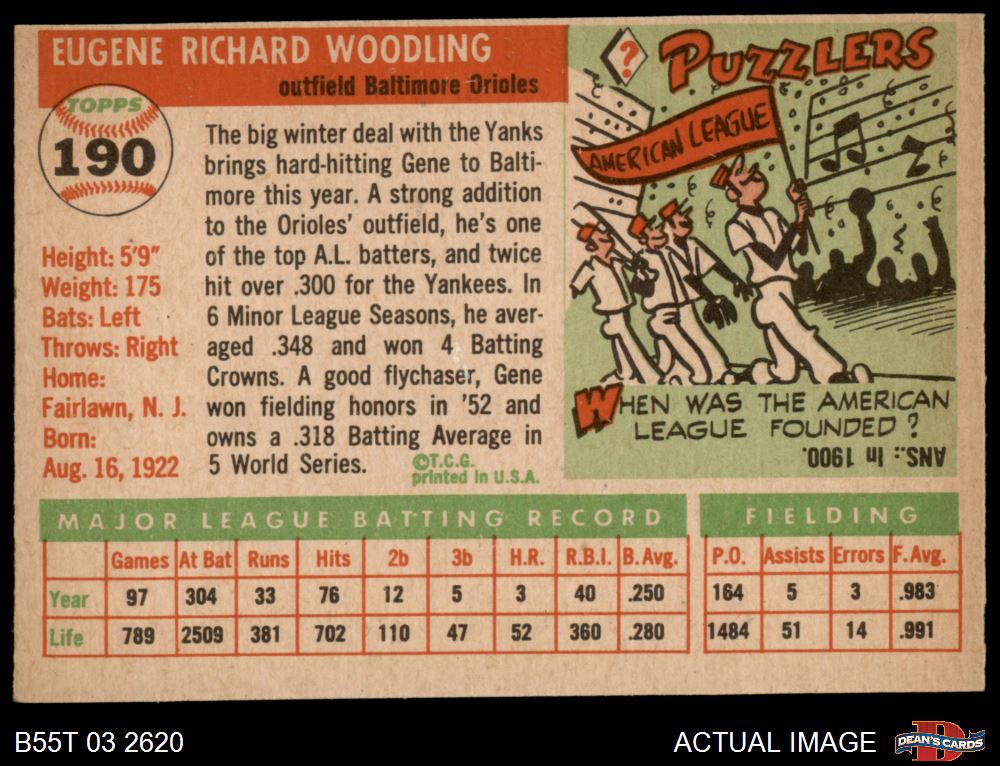 EUGENE RICHARD WOODLING
outfield Baltimore Orioles
TOPPS
190
Height: 5'9"
Weight: 175
Bats: Left
Throws: Right
Home:
Fairlawn, N. J.
Born:
Aug. 16, 1922
The big winter deal with the Yanks
brings hard-hitting Gene to Balti-
more this year. A strong addition
to the Orioles' outfield, he's one
of the top A.L. batters, and twice
hit over .300 for the Yankees. In
6 Minor League Seasons, he aver-
aged .348 and won 4 Batting
Crowns. A good flychaser, Gene
won fielding honors in '52 and
owns a .318 Batting Average in
5 World Series.
©T.C.G.
printed in U.S.A.
? PUZZLERS
AMERICAN LEAGUE
WHEN WAS THE AMERICAN
LEAGUE FOUNDED?
ANS.: In 1900.
MAJOR LEAGUE BATTING RECORD
Games At Bat Runs Hits 2b 3b H.R. R.B.I. B. Avg.
Year 97 304 33 76 12 5 3 40 .250
Life 789 2509 381 702 110 47 52 360 .280
FIELDING
P.O. Assists Errors F. Avg.
164 5 3 .983
1484 51 14 .991
B55T 03 2620
ACTUAL IMAGE
DEAN'S CARDS